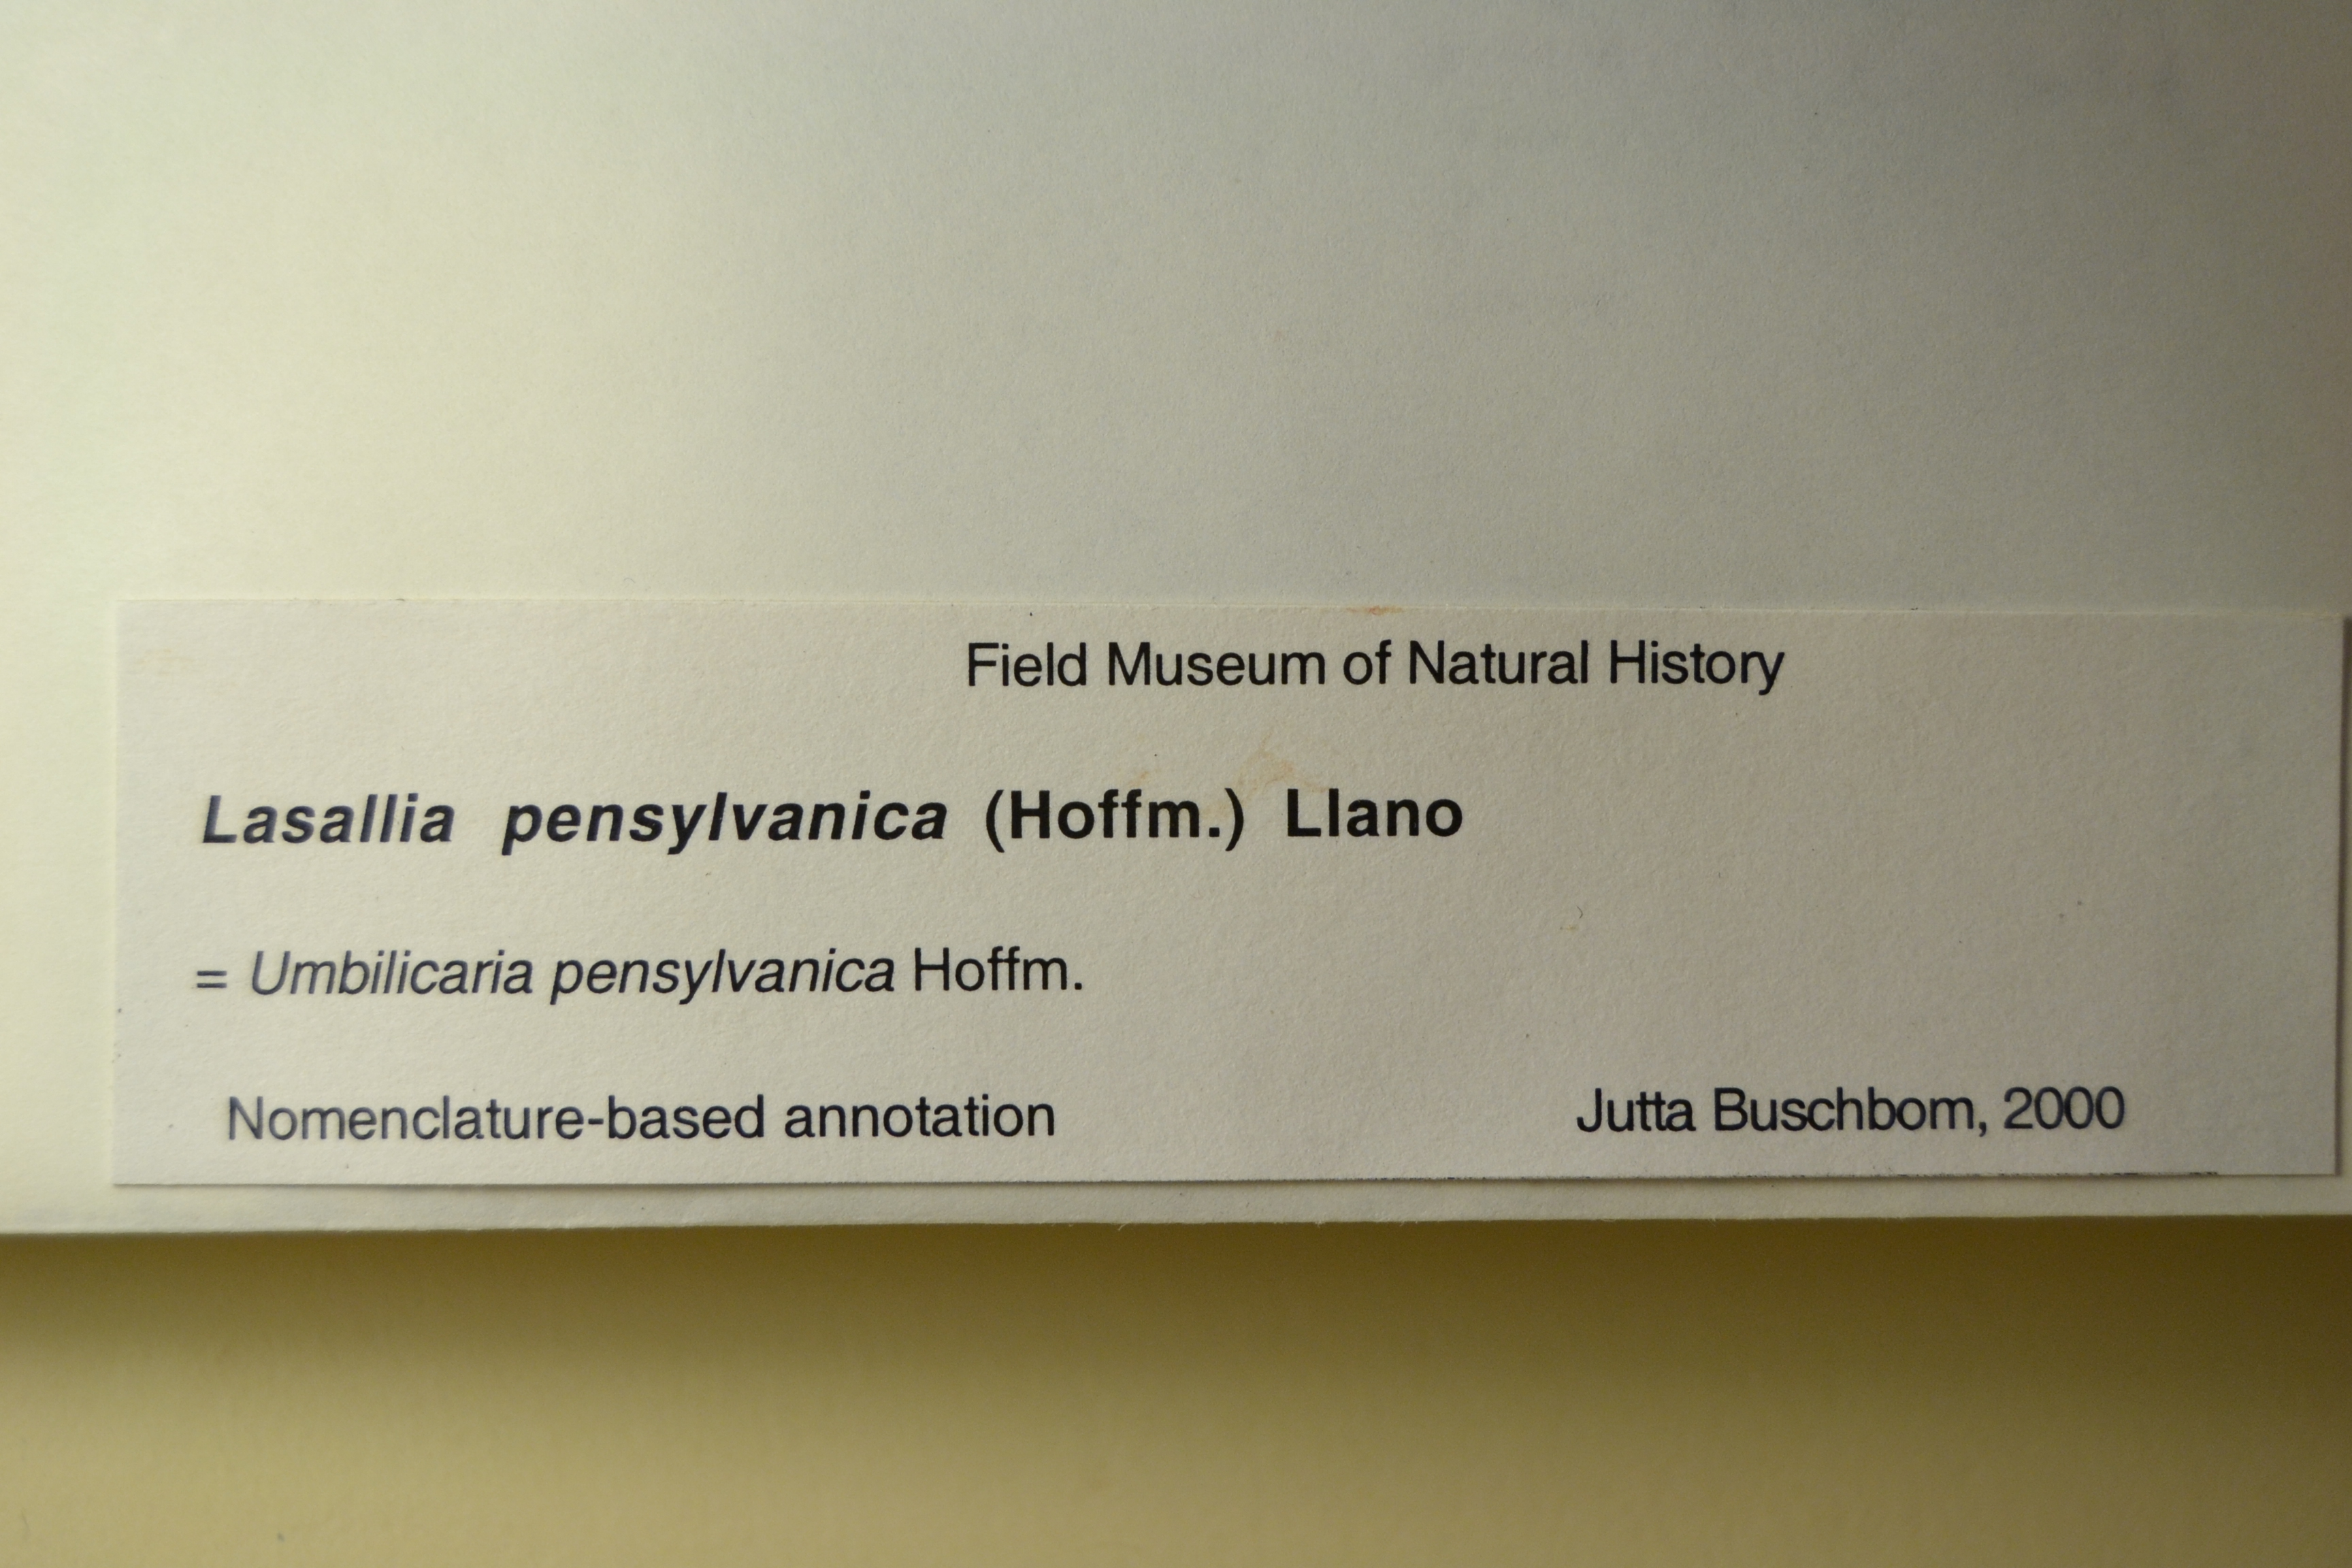 Field Museum of Natural History
Lasallia pensylvanica (Hoffm.) Llano
= Umbilicaria pensylvanica Hoffm.
Nomenclature-based annotation Jutta Buschbom, 2000